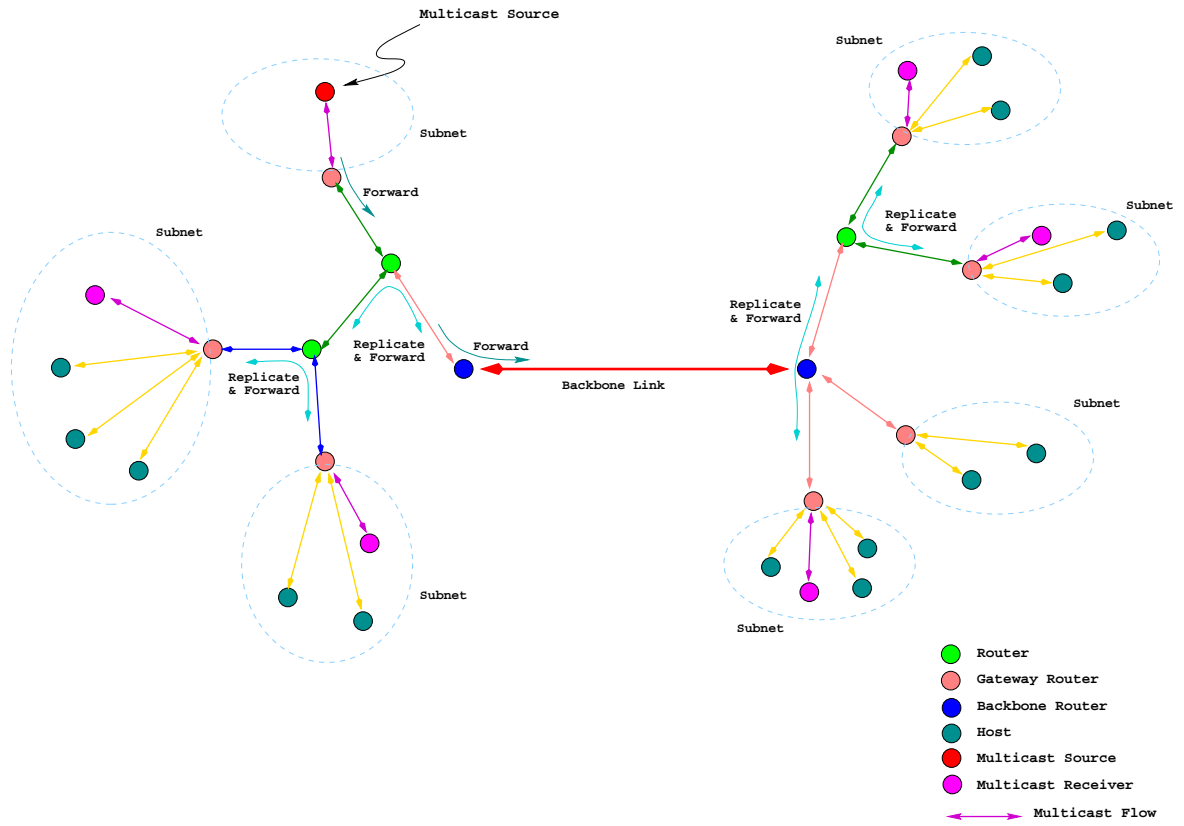 Multicast Source
Subnet
Subnet
Forward
Subnet
Subnet
Replicate
& Forward
Replicate
& Forward
Replicate
& Forward
Forward
Replicate
& Forward
Backbone Link
Subnet
Subnet
Subnet
Router
Gateway Router
Backbone Router
Host
Multicast Source
Multicast Receiver
Multicast Flow